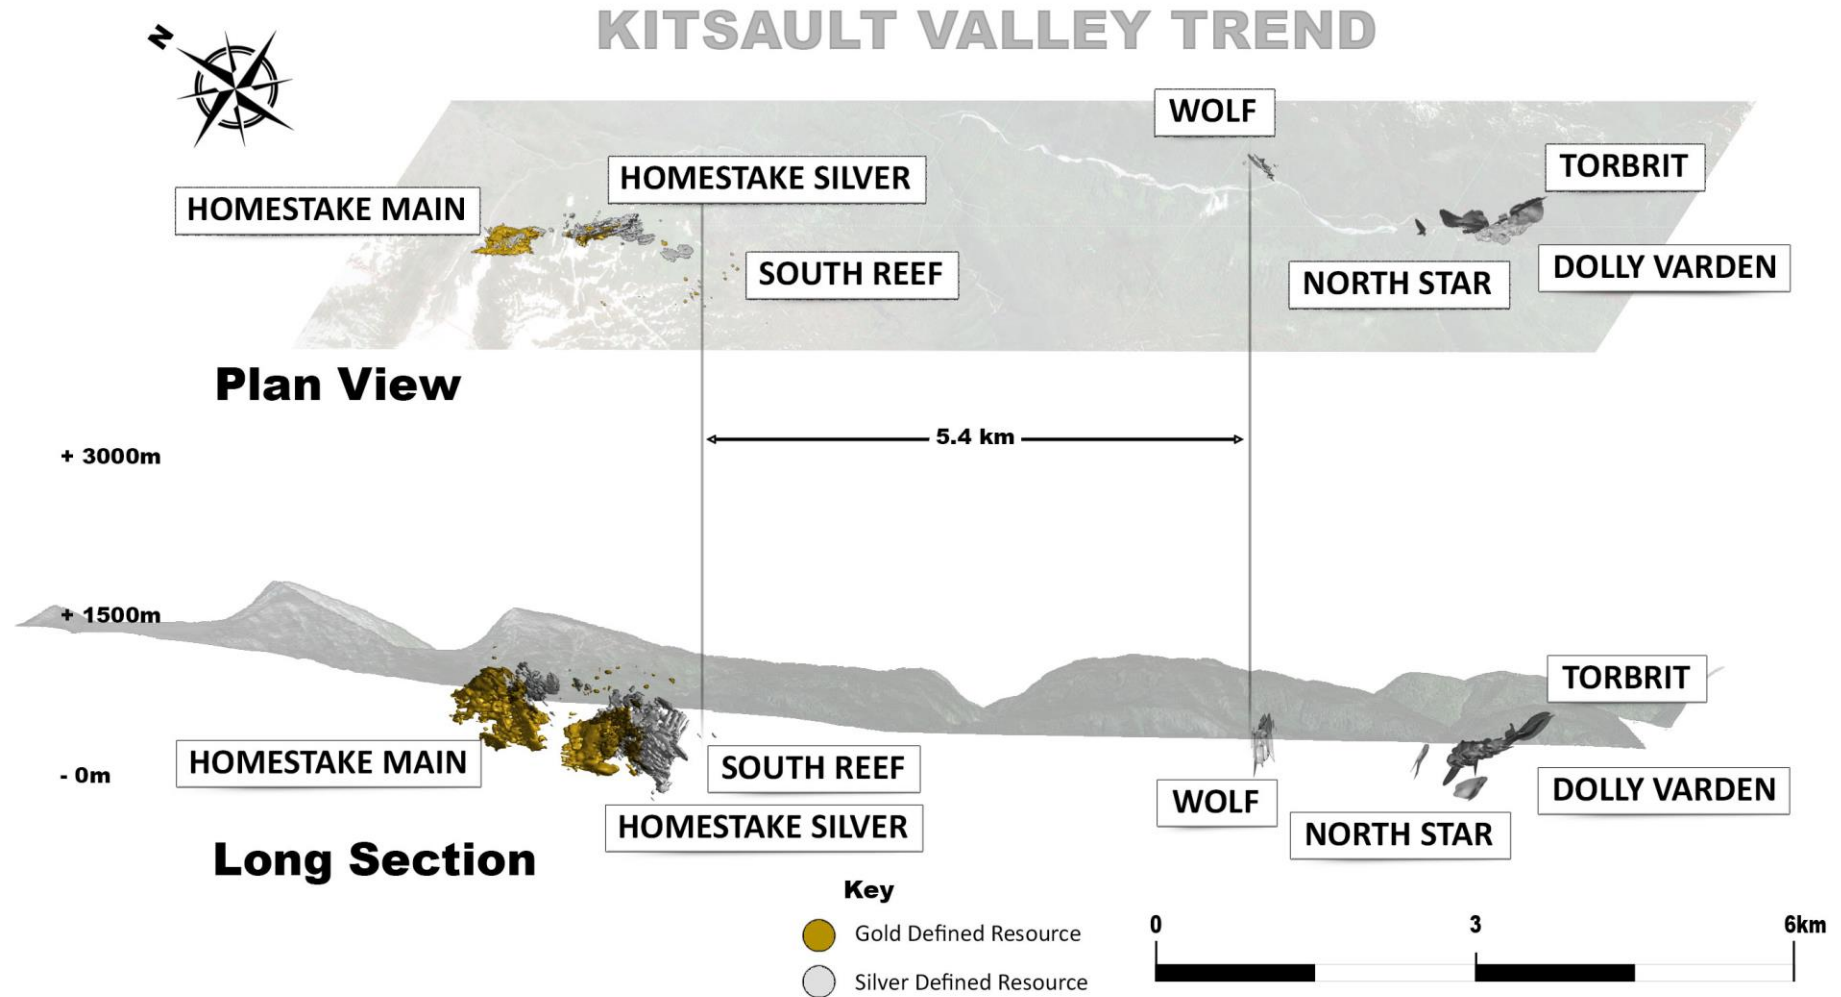 KITSAULT VALLEY TREND
N
WOLF
TORBRIT
HOMESTAKE SILVER
HOMESTAKE MAIN
SOUTH REEF
NORTH STAR
DOLLY VARDEN
Plan View
5.4 km
+ 3000m
+ 1500m
TORBRIT
HOMESTAKE MAIN
SOUTH REEF
- 0m
WOLF
DOLLY VARDEN
HOMESTAKE SILVER
NORTH STAR
Long Section
Key
Gold Defined Resource
Silver Defined Resource
0 3 6km